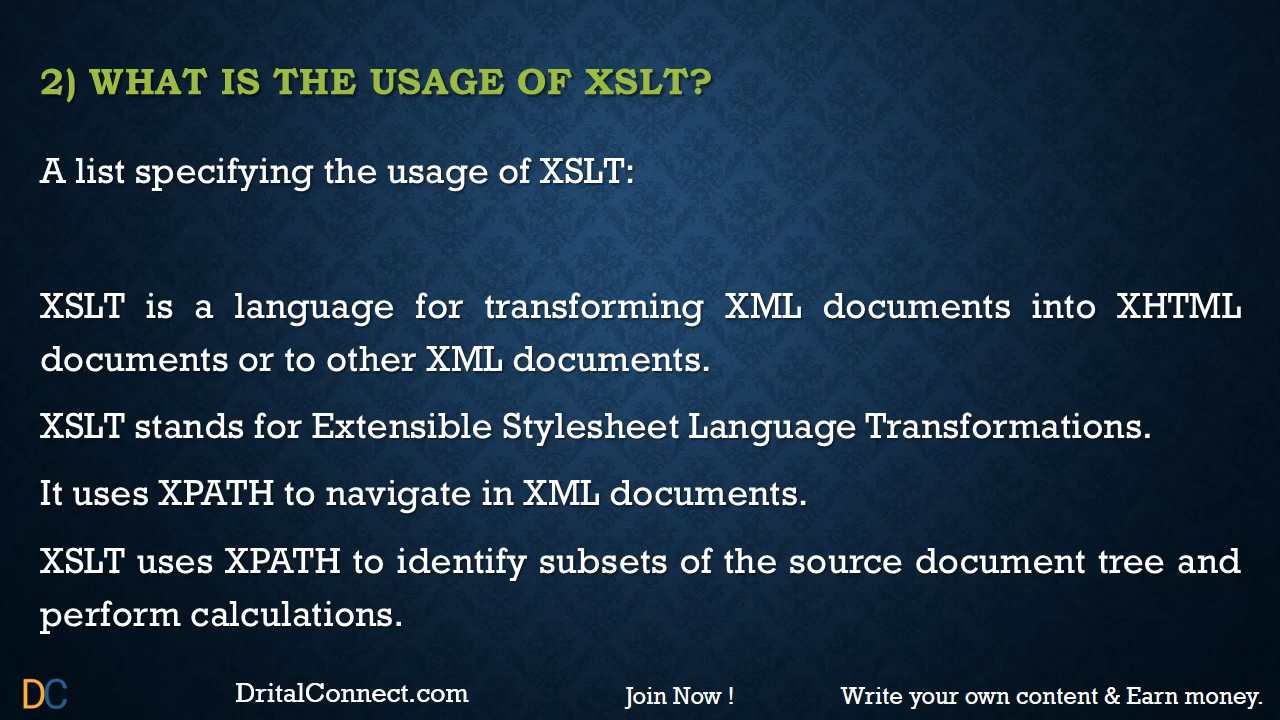 2) WHAT IS THE USAGE OF XSLT?
A list specifying the usage of XSLT:
XSLT is a language for transforming XML documents into XHTML
documents or to other XML documents.
XSLT stands for Extensible Stylesheet Language Transformations.
It uses XPATH to navigate in XML documents.
XSLT uses XPATH to identify subsets of the source document tree and
perform calculations.
DC
DritalConnect.com
Join Now !
Write your own content & Earn money.